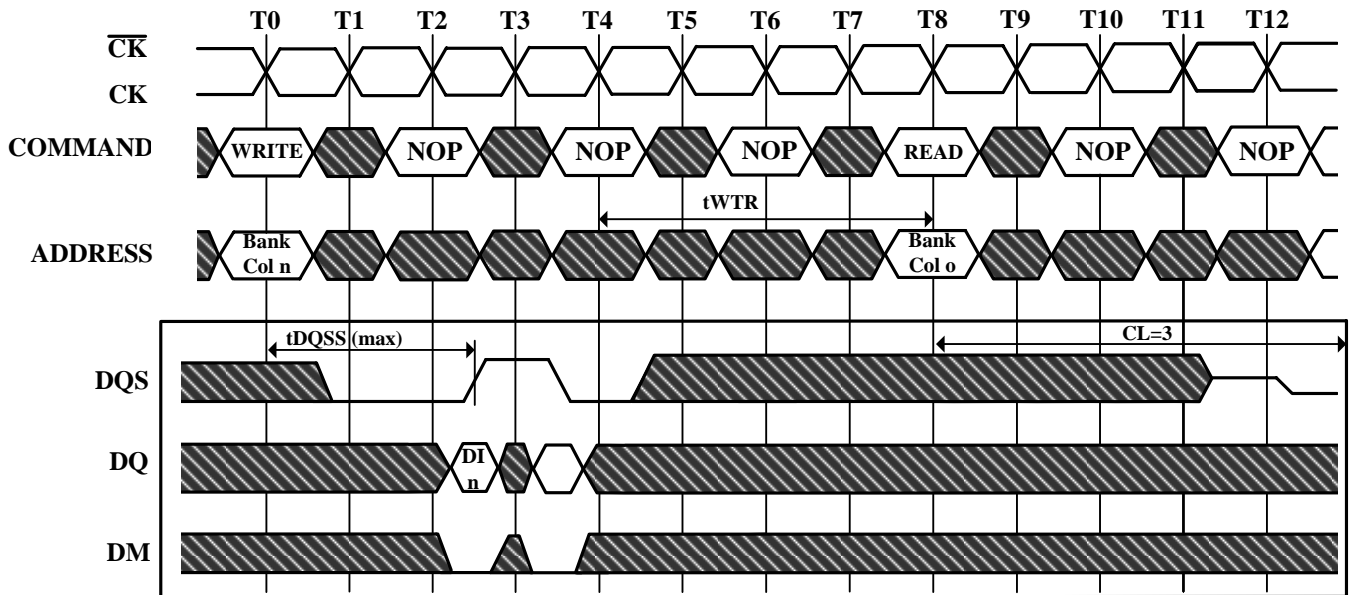 T0 T1 T2 T3 T4 T5 T6 T7 T8 T9 T10 T11 T12
CK
CK
COMMAND WRITE NOP NOP NOP READ NOP NOP
tWTR
ADDRESS Bank Col n Bank Col o
tDQSS (max) CL=3
DQS
DQ DI n
DM